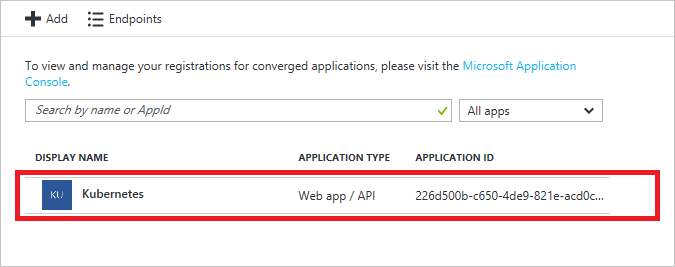 Add Endpoints
To view and manage your registrations for converged applications, please visit the Microsoft Application
Console.
Search by name or AppId All apps
DISPLAY NAME APPLICATION TYPE APPLICATION ID
KU Kubernetes Web app / API 226d500b-c650-4de9-821e-acd0c...